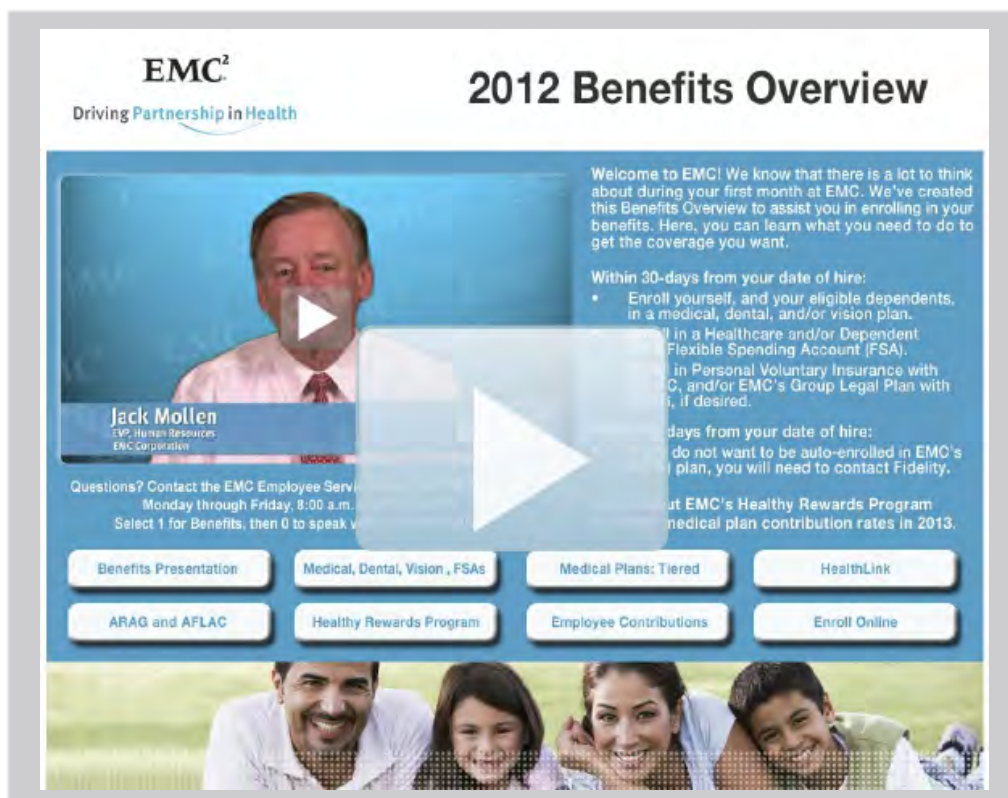 EMC²
Driving Partnership in Health
2012 Benefits Overview
Jack Mollen
EVP, Human Resources
EMC Corporation
Questions? Contact the EMC Employee
Monday through Friday, 8:00 a.m.
Select 1 for Benefits, then 0 to speak
Welcome to EMC! We know that there is a lot to think
about during your first month at EMC. We've created
this Benefits Overview to assist you in enrolling in your
benefits. Here, you can learn what you need to do to
get the coverage you want.
Within 30-days from your date of hire:
• Enroll yourself, and your eligible dependents,
in a medical, dental, and/or vision plan.
in a Healthcare and/or Dependent
Flexible Spending Account (FSA).
in Personal Voluntary Insurance with
and/or EMC's Group Legal Plan with
if desired.
days from your date of hire:
do not want to be auto-enrolled in EMC's
plan, you will need to contact Fidelity.
EMC's Healthy Rewards Program
medical plan contribution rates in 2013.
Benefits Presentation
Medical, Dental, Vision , FSAs
Medical Plans: Tiered
HealthLink
ARAG and AFLAC
Healthy Rewards Program
Employee Contributions
Enroll Online